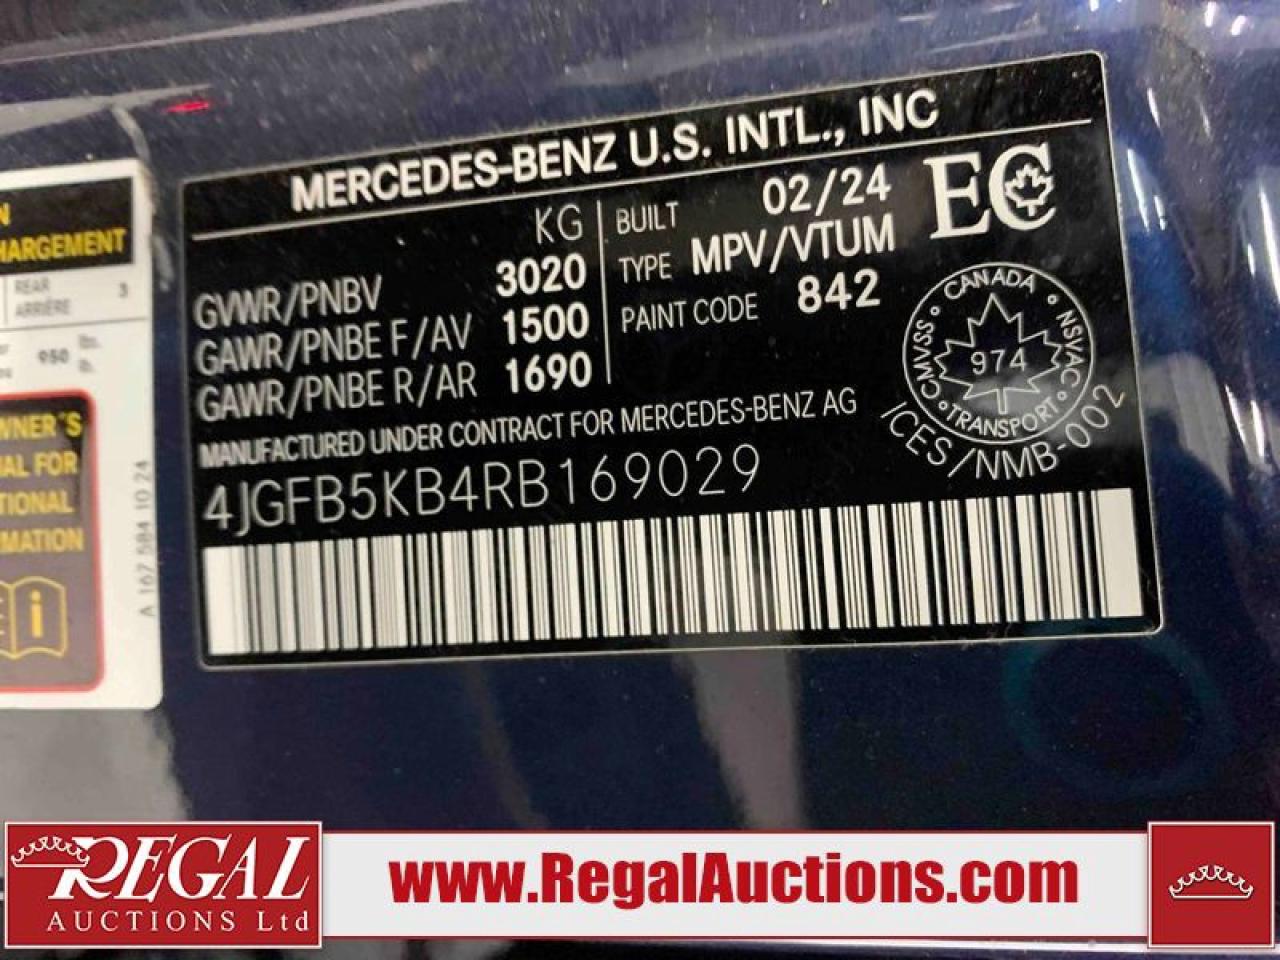 MERCEDES-BENZ U.S. INTL., INC
KG
GVWR/PNBV 3020
GAWR/PNBE F/AV 1500
GAWR/PNBE R/AR 1690
BUILT 02/24
TYPE MPV/VTUM
PAINT CODE 842
EC
CANADA
CMVSS NSVAC
974
TRANSPORT
ICES/NMB-002
MANUFACTURED UNDER CONTRACT FOR MERCEDES-BENZ AG
4JGFB5KB4RB169029
N
HARGEMENT
REAR 3
ARRIÈRE
950 lbs.
lb.
WNER'S
AL FOR
TIONAL
MATION
i
A 167 584 10 24
REGAL
AUCTIONS Ltd
www.RegalAuctions.com